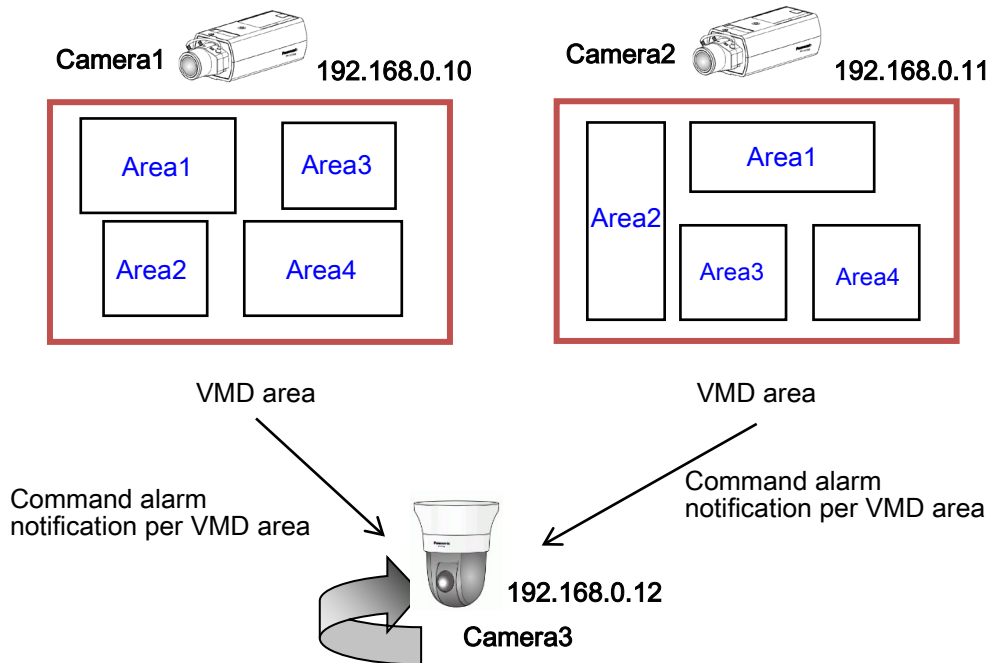 Camera1
192.168.0.10
Area1
Area3
Area2
Area4
VMD area
Command alarm
notification per VMD area
Camera2
192.168.0.11
Area1
Area2
Area3
Area4
VMD area
Command alarm
notification per VMD area
Panasonic
192.168.0.12
Camera3